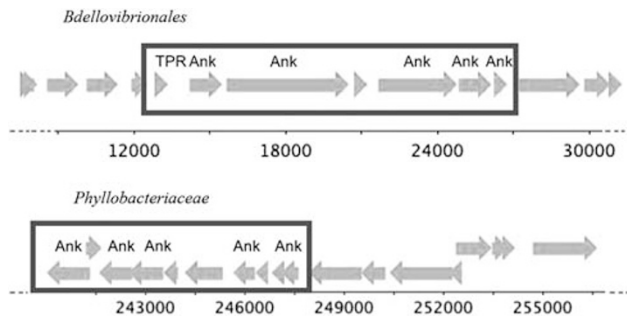 Bdellovibrionales
TPR Ank Ank Ank Ank Ank
12000 18000 24000 30000
Phyllobacteriaceae
Ank Ank Ank Ank Ank
243000 246000 249000 252000 255000